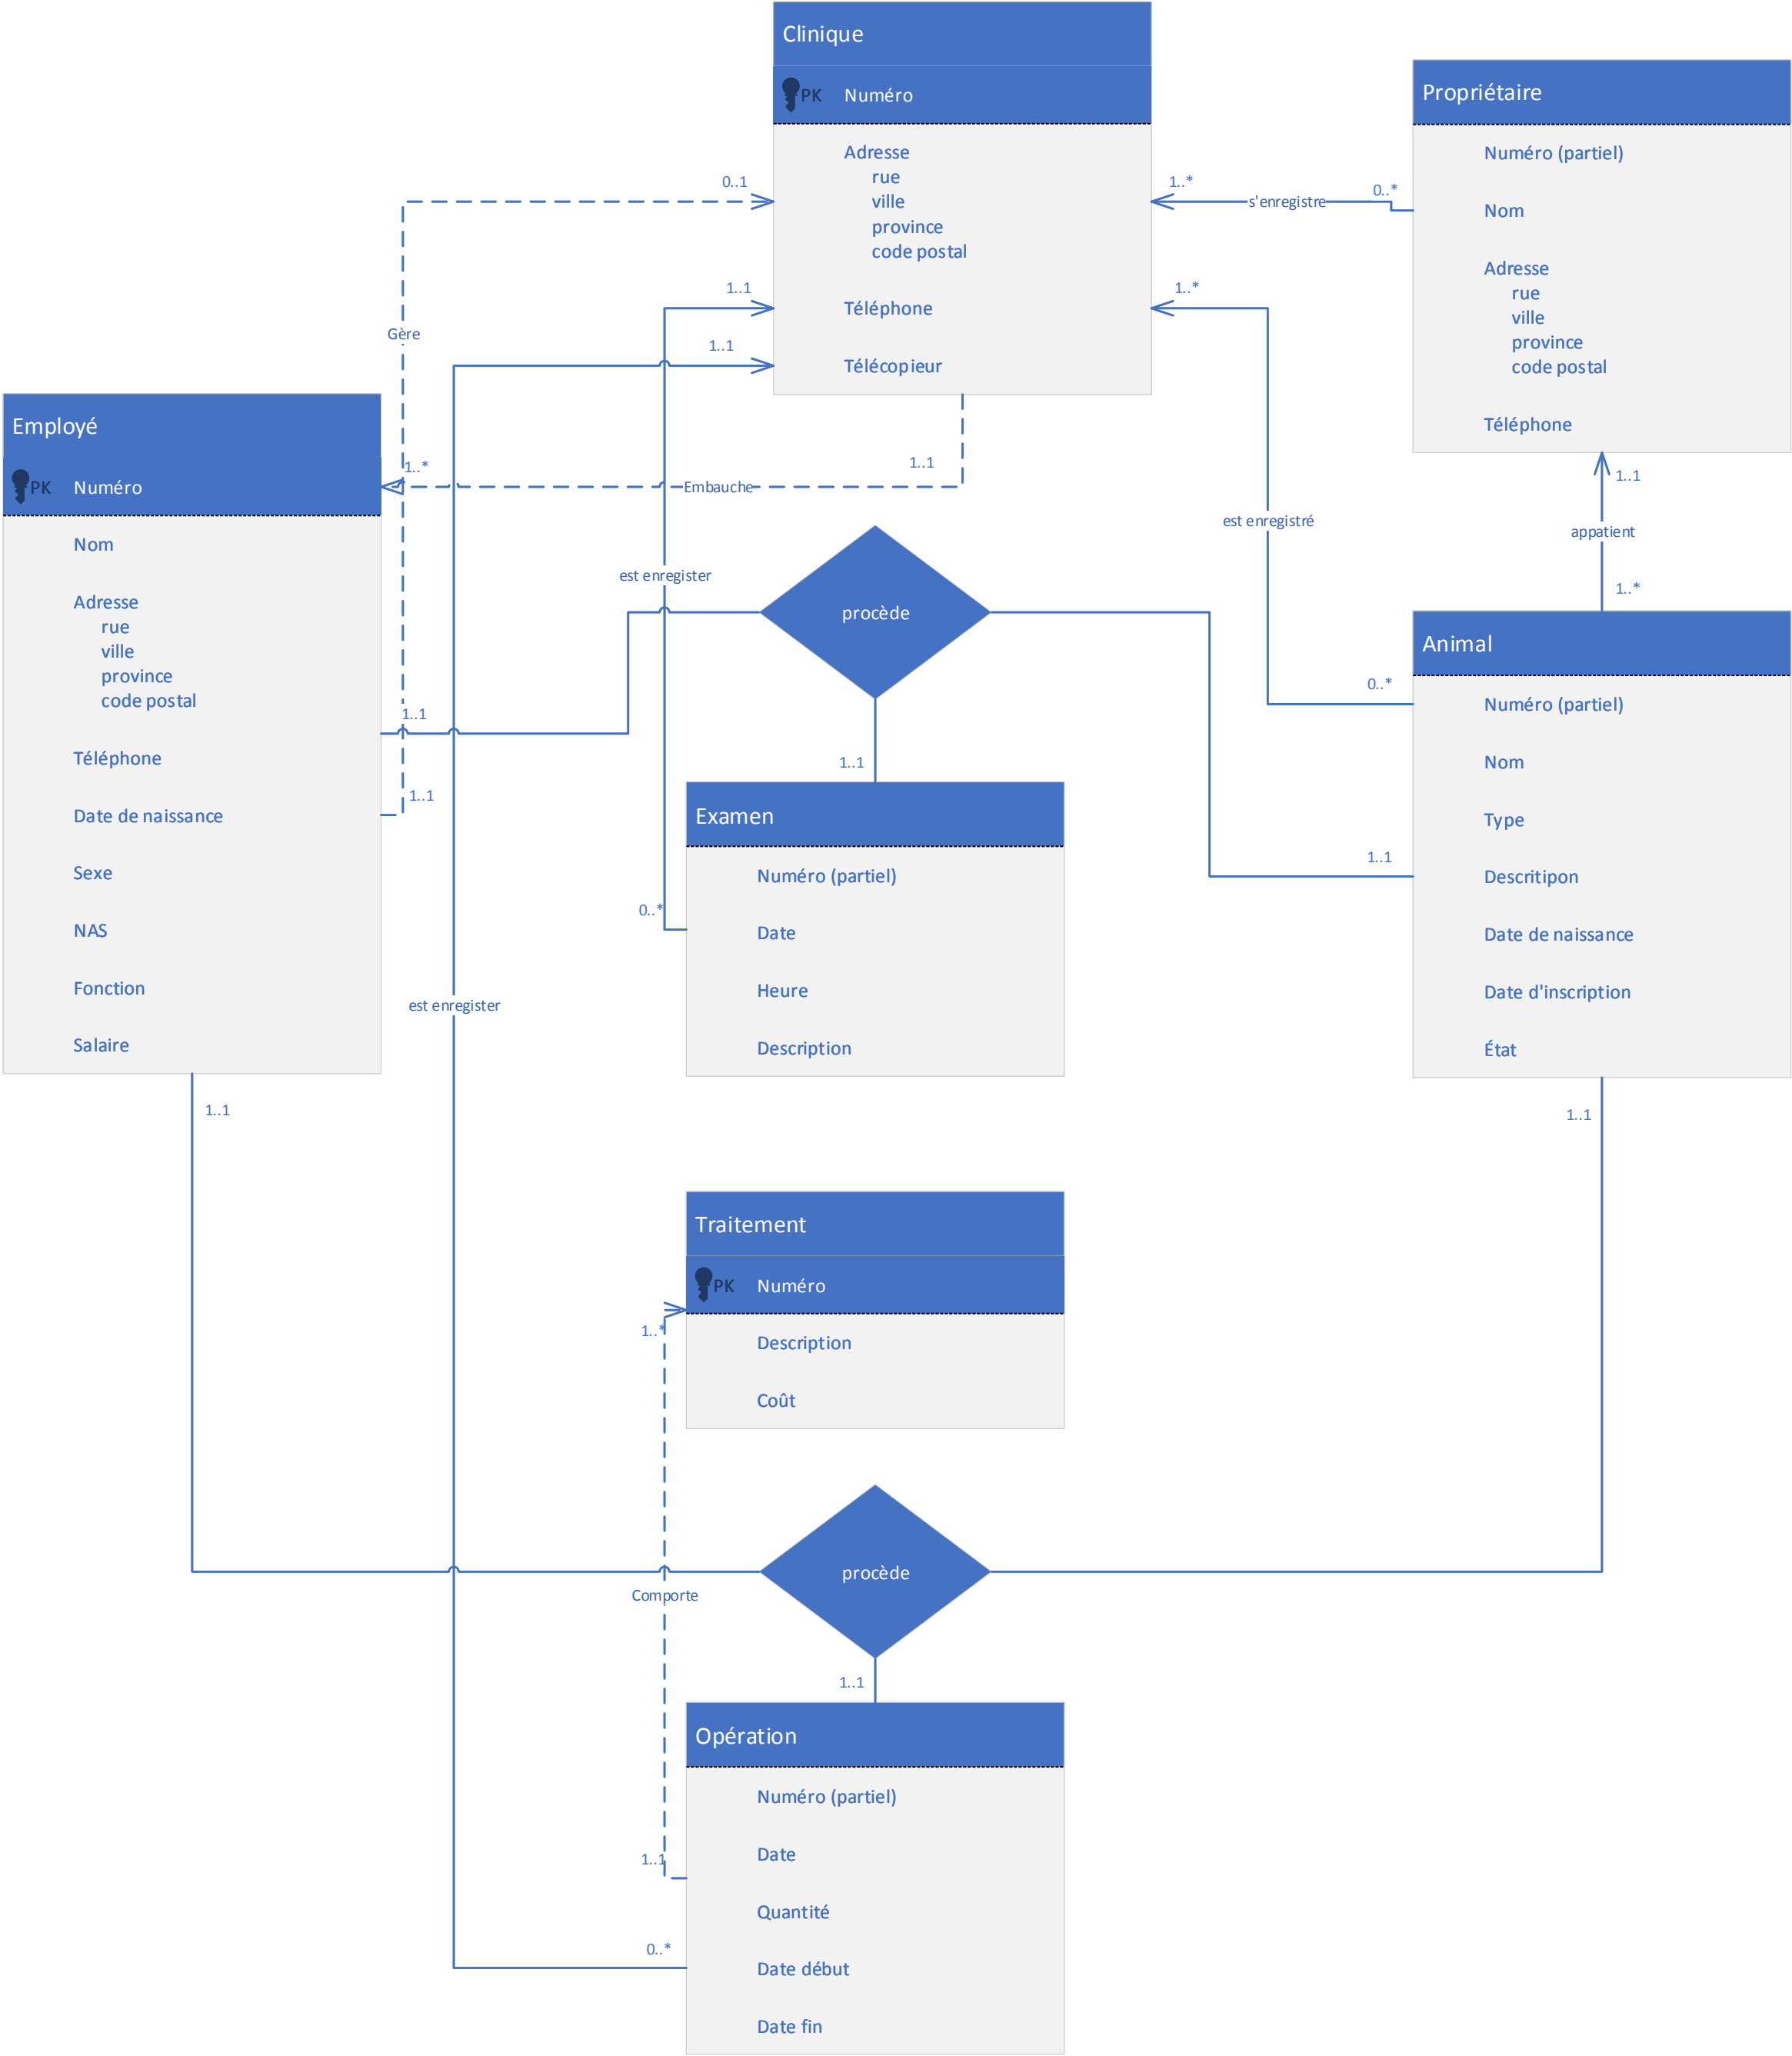 Clinique
PK Numéro
Adresse
rue
ville
province
code postal
Téléphone
Télécopieur
Propriétaire
Numéro (partiel)
Nom
Adresse
rue
ville
province
code postal
Téléphone
0..1
1..*
s'enregistre
0..*
1..1
1..*
Gère
1..1
Employé
PK Numéro
Nom
Adresse
rue
ville
province
code postal
Téléphone
Date de naissance
Sexe
NAS
Fonction
Salaire
1..*
1..1
Embauche
1..1
appatient
1..*
est enregistré
est enregister
procède
1..1
1..1
1..1
0..*
1..1
Animal
Numéro (partiel)
Nom
Type
Descritipon
Date de naissance
Date d'inscription
État
Examen
Numéro (partiel)
Date
Heure
Description
0..*
est enregister
1..1
1..1
Traitement
PK Numéro
Description
Coût
1..*
procède
Comporte
1..1
Opération
Numéro (partiel)
Date
Quantité
Date début
Date fin
1..1
0..*